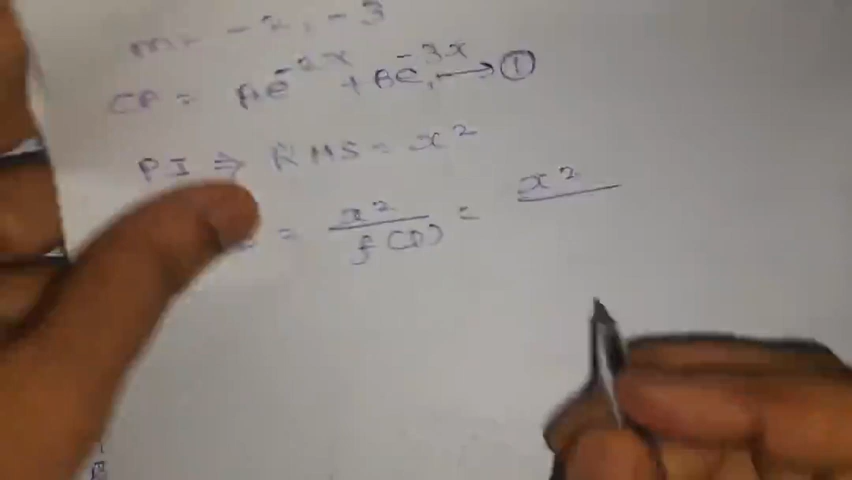 m = -2, -3
CF = Ae^-2x + Be^-3x → ①
PI ⇒ RHS = x²
= x²/f(D) = x²